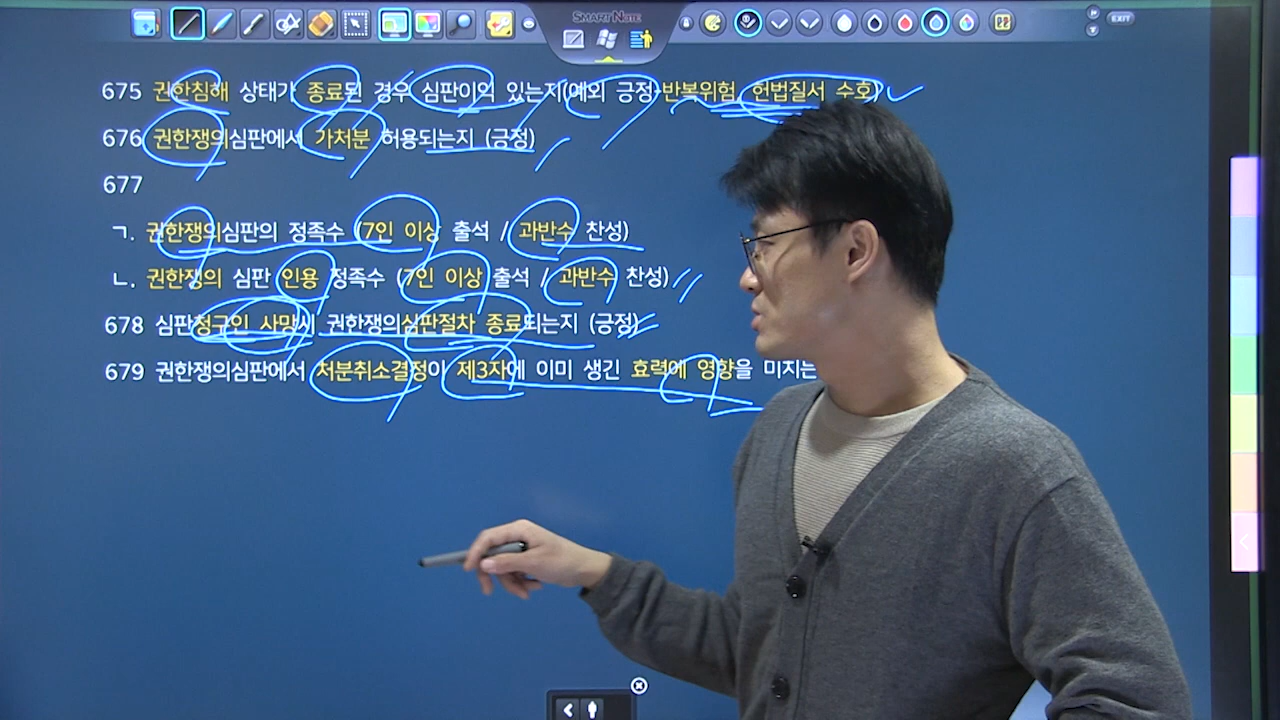 SMART NOTE
EXIT
675 권한침해 상태가 종료된 경우 심판이익 있는지(예외 긍정-반복위험, 헌법질서 수호)
676 권한쟁의심판에서 가처분 허용되는지 (긍정)
677
ㄱ. 권한쟁의심판의 정족수 (7인 이상 출석 / 과반수 찬성)
ㄴ. 권한쟁의 심판 인용 정족수 (7인 이상 출석 / 과반수 찬성)
678 심판청구인 사망시 권한쟁의심판절차 종료되는지 (긍정)
679 권한쟁의심판에서 처분취소결정이 제3자에 이미 생긴 효력에 영향을 미치는